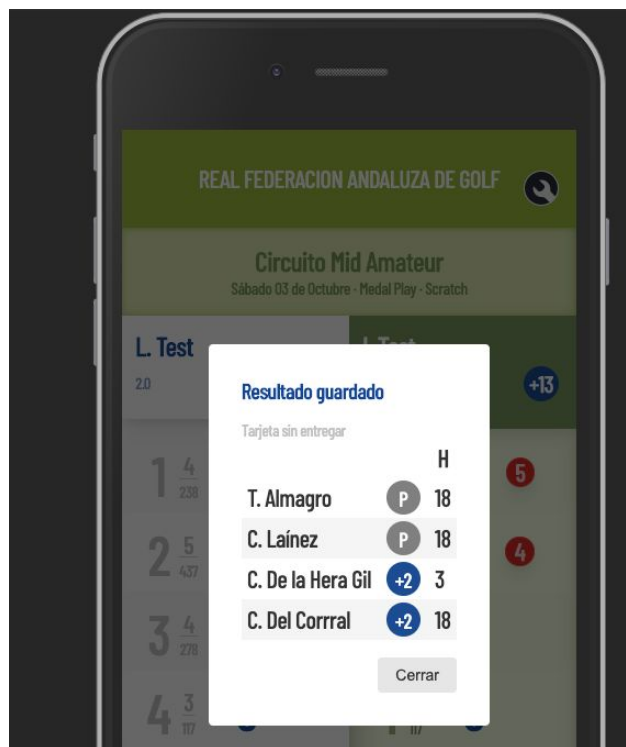 REAL FEDERACION ANDALUZA DE GOLF
Circuito Mid Amateur
Sábado 03 de Octubre · Medal Play · Scratch
L. Test
2.0
+13
Resultado guardado
Tarjeta sin entregar
H
T. Almagro P 18
C. Laínez P 18
C. De la Hera Gil +2 3
C. Del Corrral +2 18
Cerrar
1 4 238 5
2 5 437 4
3 4 278
4 3 117